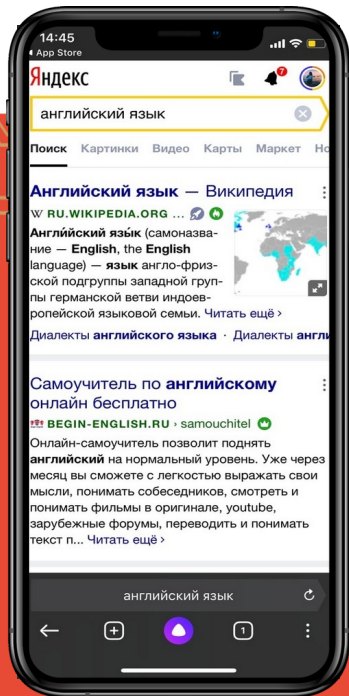 14:45
App Store
Яндекс
7
английский язык
Поиск Картинки Видео Карты Маркет Но
Английский язык — Википедия
W RU.WIKIPEDIA.ORG ...
Англи́йский язы́к (самоназва-
ние — English, the English
language) — язык англо-фриз-
ской подгруппы западной груп-
пы германской ветви индоев-
ропейской языковой семьи. Читать ещё ›
Диалекты английского языка · Диалекты англи
Самоучитель по английскому
онлайн бесплатно
BEGIN-ENGLISH.RU › samouchitel
Онлайн-самоучитель позволит поднять
английский на нормальный уровень. Уже через
месяц вы сможете с легкостью выражать свои
мысли, понимать собеседников, смотреть и
понимать фильмы в оригинале, youtube,
зарубежные форумы, переводить и понимать
текст п... Читать ещё ›
английский язык
1